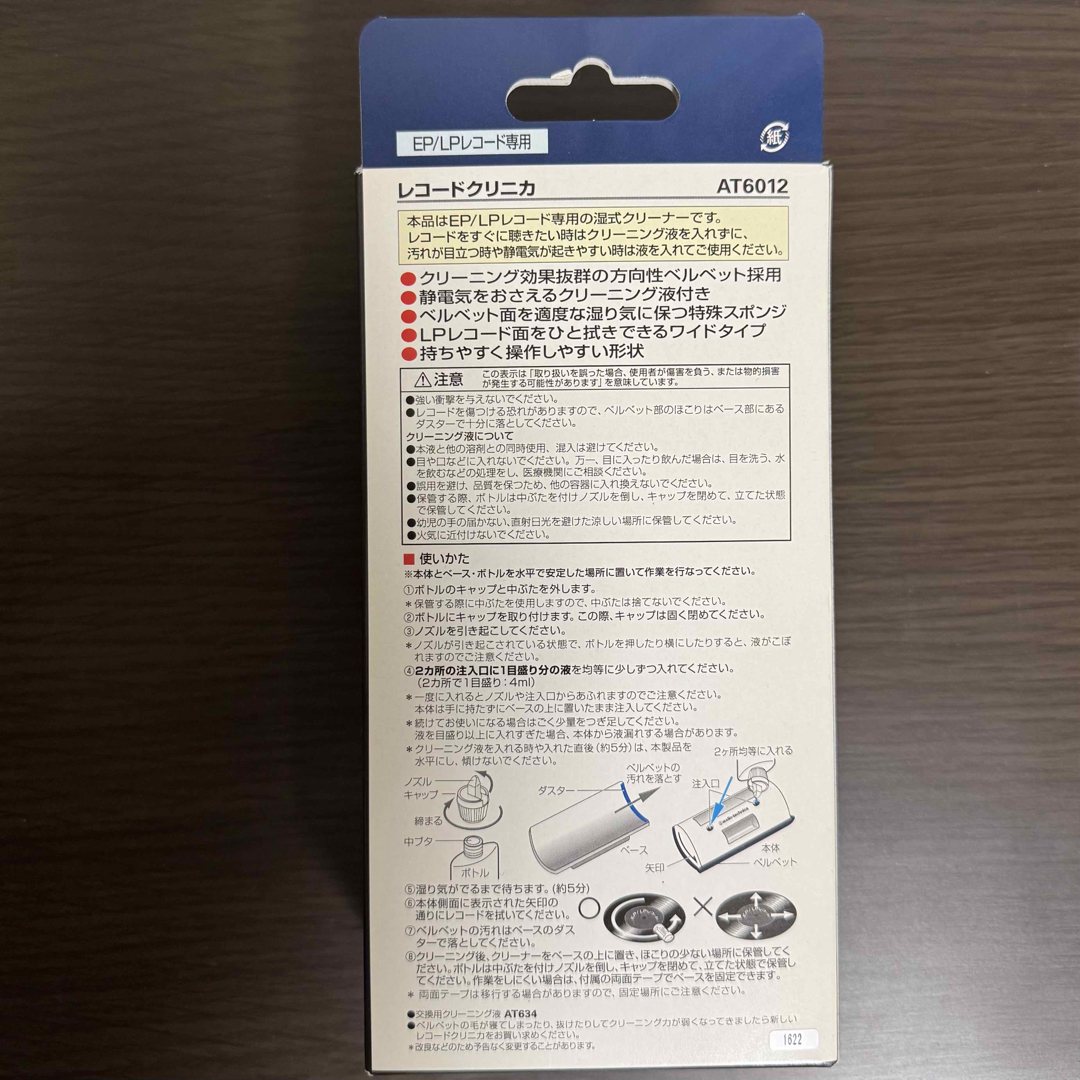 EP/LPレコード専用
紙
レコードクリニカ AT6012
本品はEP/LPレコード専用の湿式クリーナーです。
レコードをすぐに聴きたい時はクリーニング液を入れずに、
汚れが目立つ時や静電気が起きやすい時は液を入れてご使用ください。
●クリーニング効果抜群の方向性ベルベット採用
●静電気をおさえるクリーニング液付き
●ベルベット面を適度な湿り気に保つ特殊スポンジ
●LPレコード面をひと拭きできるワイドタイプ
●持ちやすく操作しやすい形状
⚠注意 この表示は「取り扱いを誤った場合、使用者が傷害を負う、または物的損害
が発生する可能性があります」を意味しています。
●強い衝撃を与えないでください。
●レコードを傷つける恐れがありますので、ベルベット部のほこりはベース部にある
ダスターで十分に落としてください。
クリーニング液について
●本液と他の溶剤との同時使用、混入は避けてください。
●目や口などに入れないでください。万一、目に入ったり飲んだ場合は、目を洗う、水
を飲むなどの処理をし、医療機関にご相談ください。
●誤用を避け、品質を保つため、他の容器に入れ換えないでください。
●保管する際、ボトルは中ぶたを付けノズルを倒し、キャップを閉めて、立てた状態
で保管してください。
●幼児の手の届かない、直射日光を避けた涼しい場所に保管してください。
●火気に近付けないでください。
■ 使いかた
※本体とベース・ボトルを水平で安定した場所に置いて作業を行なってください。
①ボトルのキャップと中ぶたを外します。
＊保管する際に中ぶたを使用しますので、中ぶたは捨てないでください。
②ボトルにキャップを取り付けます。この際、キャップは固く閉めてください。
③ノズルを引き起こしてください。
＊ノズルが引き起こされている状態で、ボトルを押したり横にしたりすると、液がこぼ
れますのでご注意ください。
④2カ所の注入口に1目盛り分の液を均等に少しずつ入れてください。
（2カ所で1目盛り：4ml）
＊一度に入れるとノズルや注入口からあふれますのでご注意ください。
本体は手に持たずにベースの上に置いたまま注入してください。
＊続けてお使いになる場合はごく少量をつぎ足してください。
液を目盛り以上に入れすぎた場合、本体から液漏れする場合があります。
＊クリーニング液を入れる時や入れた直後（約5分）は、本製品を
水平にし、傾けないでください。
2ヶ所均等に入れる
ノズル
キャップ
締まる
中ブタ
ボトル
ダスター
ベルベットの
汚れを落とす
ベース
注入口
audio-technica
矢印
本体
ベルベット
⑤湿り気がでるまで待ちます。（約5分）
⑥本体側面に表示された矢印の
通りにレコードを拭いてください。
○ ×
EP/LPレコード
⑦ベルベットの汚れはベースのダス
ターで落としてください。
⑧クリーニング後、クリーナーをベースの上に置き、ほこりの少ない場所に保管してく
ださい。ボトルは中ぶたを付けノズルを倒し、キャップを閉めて、立てた状態で保管し
てください。作業をしにくい場合は、付属の両面テープでベースを固定できます。
＊ 両面テープは移行する場合がありますので、固定場所にご注意ください。
●交換用クリーニング液 AT634
●ベルベットの毛が寝てしまったり、抜けたりしてクリーニング力が弱くなってきましたら新しい
レコードクリニカをお買い求めください。
＊改良などのため予告なく変更することがあります。
1622